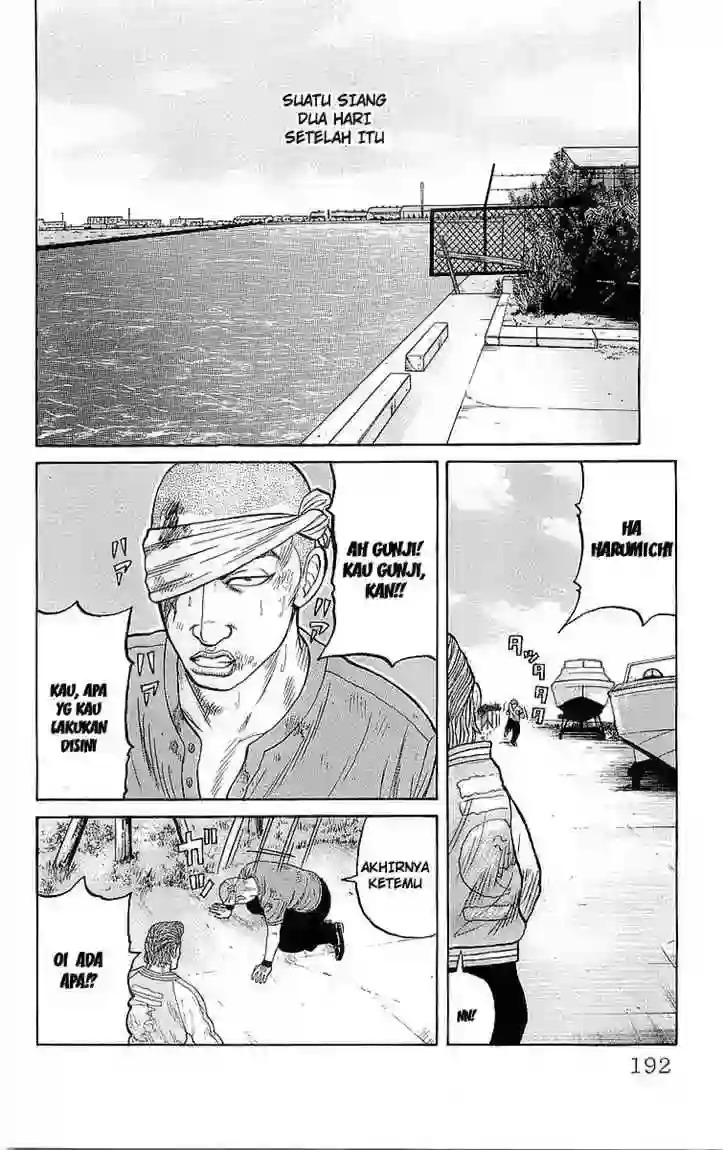 SUATU SIANG
DUA HARI
SETELAH ITU
HA
HARUMICHI
NN!
AH GUNJI!
KAU GUNJI,
KAN!!
KAU, APA
YG KAU
LAKUKAN
DISINI
AKHIRNYA
KETEMU
OI ADA
APA!?
192